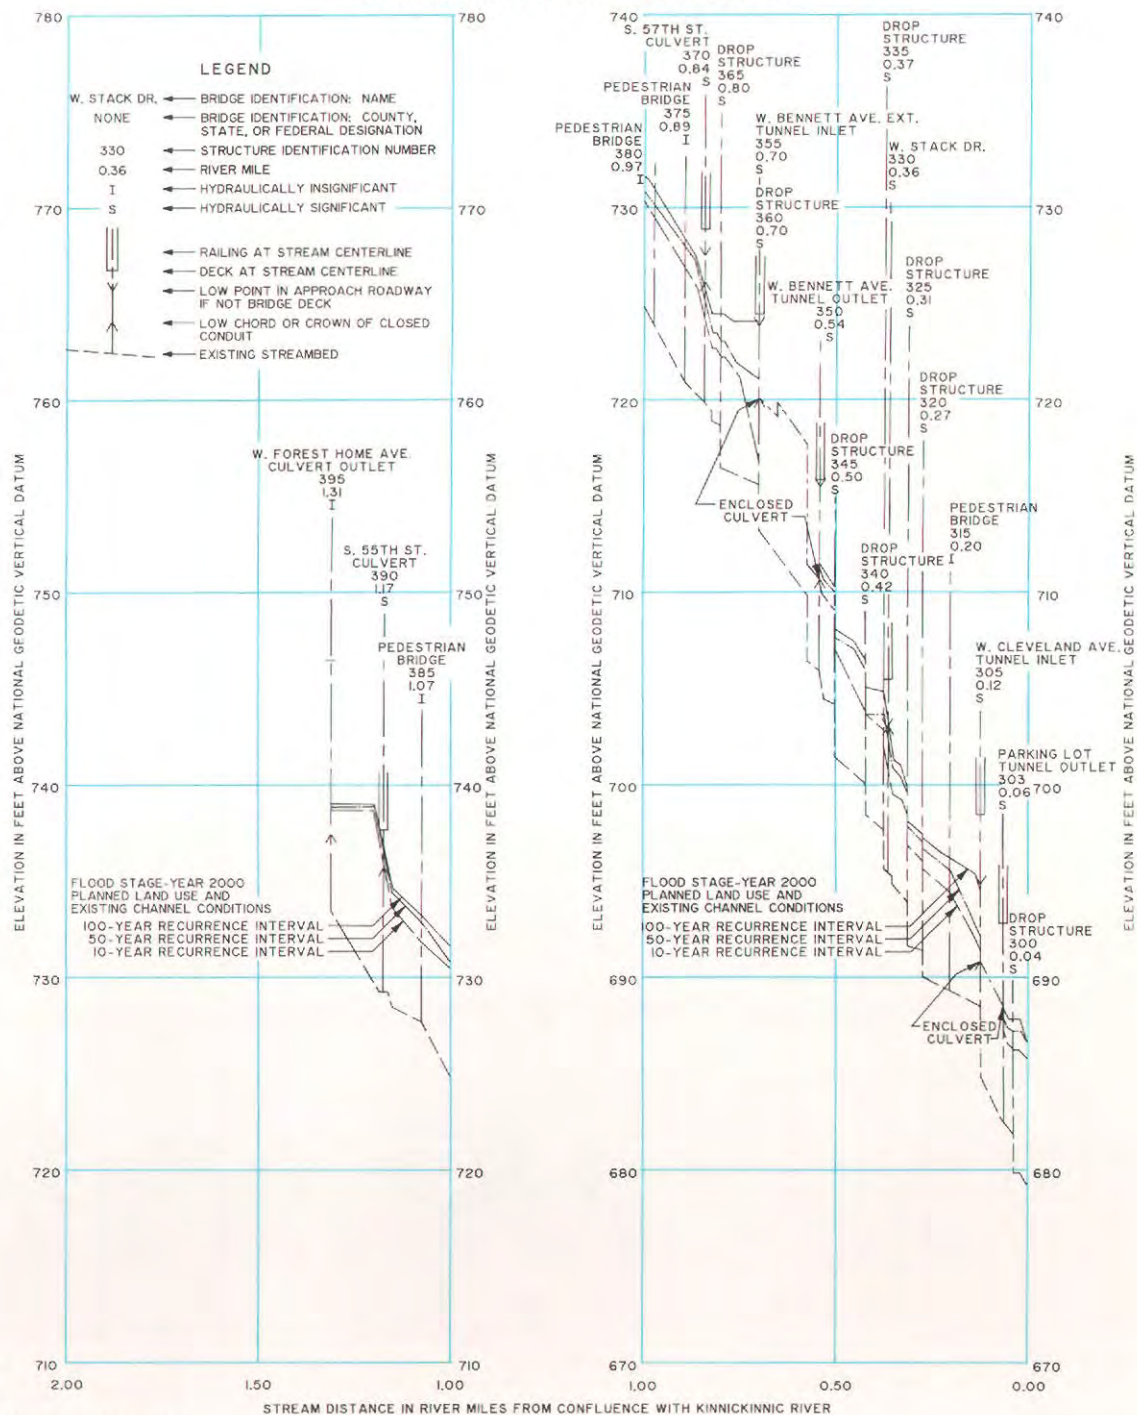 780
780
740
740
LEGEND
W. STACK DR.
BRIDGE IDENTIFICATION: NAME
NONE
BRIDGE IDENTIFICATION: COUNTY,
STATE, OR FEDERAL DESIGNATION
330
STRUCTURE IDENTIFICATION NUMBER
0.36
RIVER MILE
I
HYDRAULICALLY INSIGNIFICANT
S
HYDRAULICALLY SIGNIFICANT
RAILING AT STREAM CENTERLINE
DECK AT STREAM CENTERLINE
LOW POINT IN APPROACH ROADWAY
IF NOT BRIDGE DECK
LOW CHORD OR CROWN OF CLOSED
CONDUIT
EXISTING STREAMBED
770
770
760
760
750
750
740
740
730
730
720
720
710
710
2.00
1.50
1.00
ELEVATION IN FEET ABOVE NATIONAL GEODETIC VERTICAL DATUM
ELEVATION IN FEET ABOVE NATIONAL GEODETIC VERTICAL DATUM
W. FOREST HOME AVE.
CULVERT OUTLET
395
1.31
I
S. 55TH ST.
CULVERT
390
1.17
S
PEDESTRIAN
BRIDGE
385
1.07
I
FLOOD STAGE-YEAR 2000
PLANNED LAND USE AND
EXISTING CHANNEL CONDITIONS
100-YEAR RECURRENCE INTERVAL
50-YEAR RECURRENCE INTERVAL
10-YEAR RECURRENCE INTERVAL
S. 57TH ST.
CULVERT
370
0.84
S
DROP
STRUCTURE
365
0.80
S
DROP
STRUCTURE
335
0.37
S
PEDESTRIAN
BRIDGE
375
0.89
I
PEDESTRIAN
BRIDGE
380
0.97
I
W. BENNETT AVE. EXT.
TUNNEL INLET
355
0.70
S
DROP
STRUCTURE
360
0.70
S
W. STACK DR.
330
0.36
S
DROP
STRUCTURE
325
0.31
S
W. BENNETT AVE.
TUNNEL OUTLET
350
0.54
S
DROP
STRUCTURE
320
0.27
S
DROP
STRUCTURE
345
0.50
S
ENCLOSED
CULVERT
PEDESTRIAN
BRIDGE
315
0.20
I
DROP
STRUCTURE
340
0.42
S
W. CLEVELAND AVE.
TUNNEL INLET
305
0.12
S
PARKING LOT
TUNNEL OUTLET
303
0.06
S
DROP
STRUCTURE
300
0.04
S
FLOOD STAGE-YEAR 2000
PLANNED LAND USE AND
EXISTING CHANNEL CONDITIONS
100-YEAR RECURRENCE INTERVAL
50-YEAR RECURRENCE INTERVAL
10-YEAR RECURRENCE INTERVAL
ENCLOSED
CULVERT
730
730
720
720
710
710
700
700
690
690
680
680
670
670
1.00
0.50
0.00
ELEVATION IN FEET ABOVE NATIONAL GEODETIC VERTICAL DATUM
ELEVATION IN FEET ABOVE NATIONAL GEODETIC VERTICAL DATUM
STREAM DISTANCE IN RIVER MILES FROM CONFLUENCE WITH KINNICKINNIC RIVER